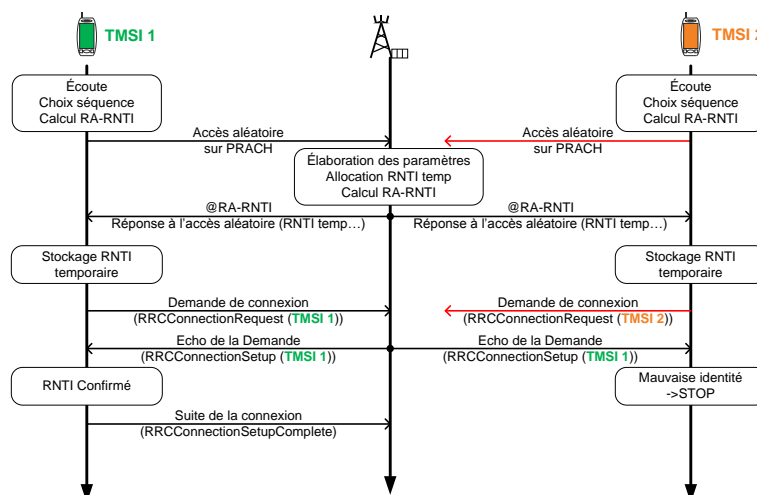 TMSI 1
TMSI 2
Écoute
Choix séquence
Calcul RA-RNTI
Écoute
Choix séquence
Calcul RA-RNTI
Accès aléatoire
sur PRACH
Accès aléatoire
sur PRACH
Élaboration des paramètres
Allocation RNTI temp
Calcul RA-RNTI
@RA-RNTI
Réponse à l'accès aléatoire (RNTI temp…)
@RA-RNTI
Réponse à l'accès aléatoire (RNTI temp…)
Stockage RNTI
temporaire
Stockage RNTI
temporaire
Demande de connexion
(RRCConnectionRequest (TMSI 1))
Demande de connexion
(RRCConnectionRequest (TMSI 2))
Echo de la Demande
(RRCConnectionSetup (TMSI 1))
Echo de la Demande
(RRCConnectionSetup (TMSI 1))
RNTI Confirmé
Mauvaise identité
->STOP
Suite de la connexion
(RRCConnectionSetupComplete)